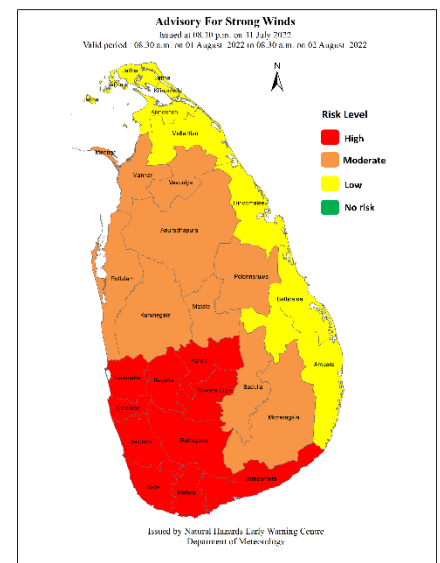 Advisory For Strong Winds
Issued at 08.30 p.m. on 31 July 2022
Valid period : 08.30 a.m. on 01 August 2022 to 08.30 a.m. on 02 August 2022
N
Jaffna
Jaffna
Jaffna
Kilinochchi
Mullaitivu
Mannar
Mannar
Vavuniya
Trincomalee
Anuradhapura
Puttalam
Polonnaruwa
Batticaloa
Kurunegala
Matale
Kandy
Ampara
Gampaha
Kegalle
Nuwara Eliya
Badulla
Colombo
Moneragala
Kalutara
Ratnapura
Hambantota
Galle
Matara
Risk Level
High
Moderate
Low
No risk
Issued by Natural Hazards Early Warning Centre
Department of Meteorology